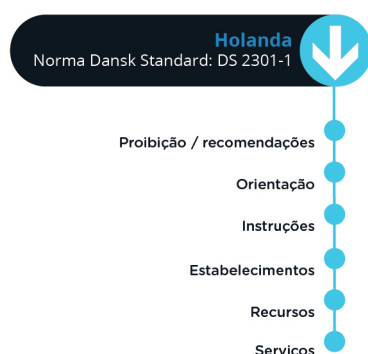 Holanda
Norma Dansk Standard: DS 2301-1
Proibição / recomendações
Orientação
Instruções
Estabelecimentos
Recursos
Serviços